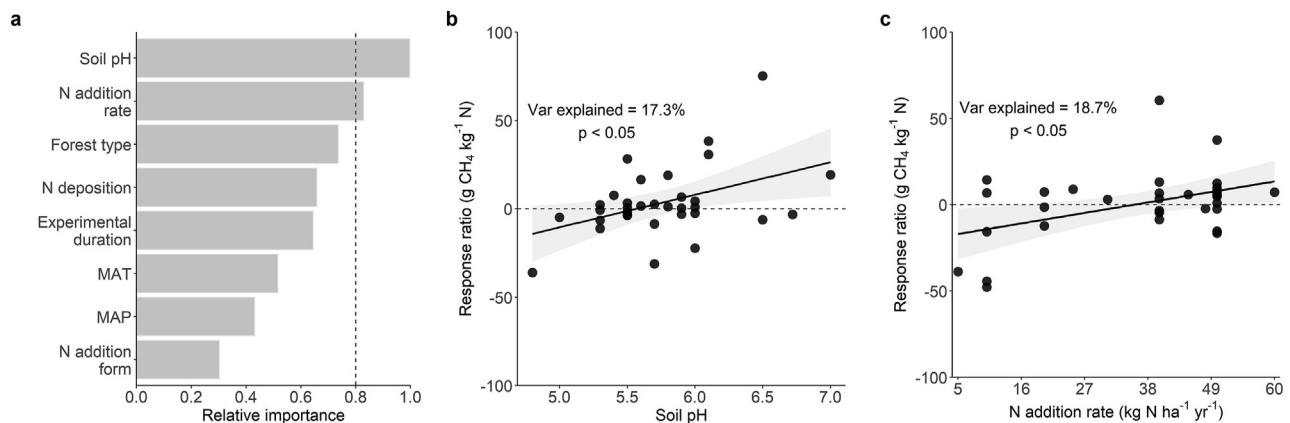 a
Soil pH
N addition
rate
Forest type
N deposition
Experimental
duration
MAT
MAP
N addition
form
0.0 0.2 0.4 0.6 0.8 1.0
Relative importance
b
Response ratio (g CH₄ kg⁻¹ N)
100
50
0
-50
-100
Var explained = 17.3%
p < 0.05
5.0 5.5 6.0 6.5 7.0
Soil pH
c
Response ratio (g CH₄ kg⁻¹ N)
100
50
0
-50
-100
Var explained = 18.7%
p < 0.05
5 16 27 38 49 60
N addition rate (kg N ha⁻¹ yr⁻¹)